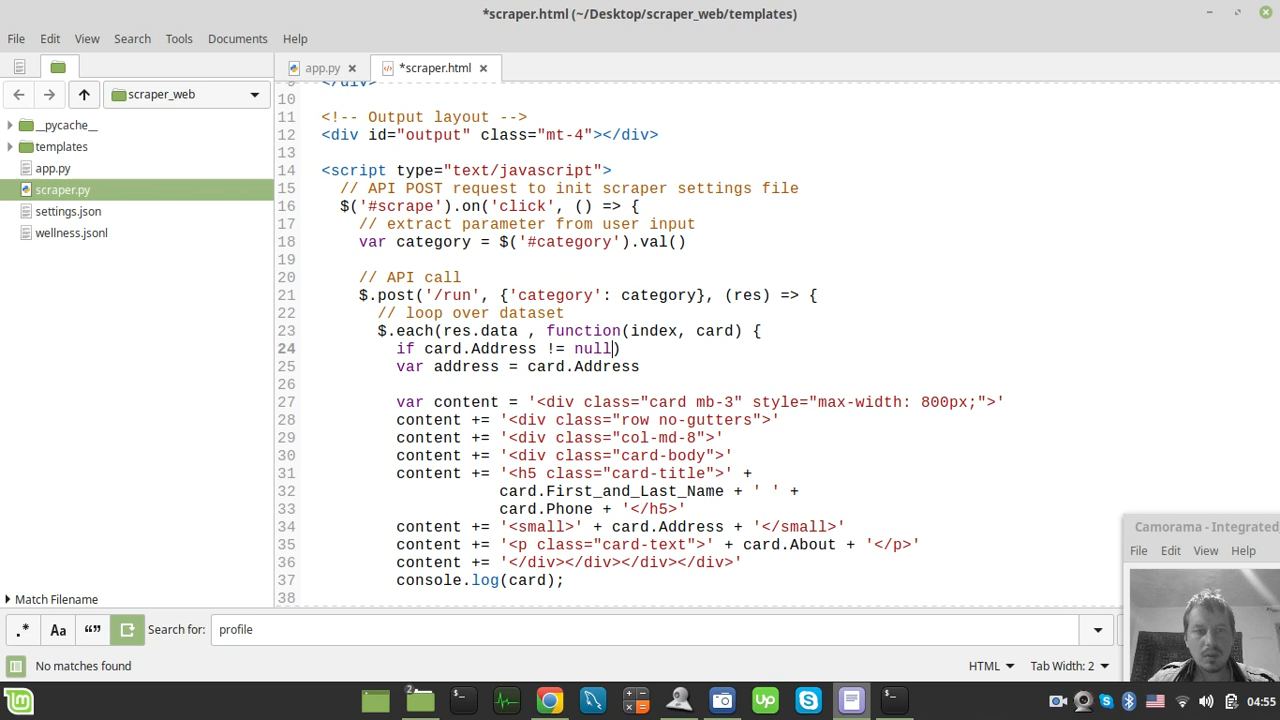 *scraper.html (~/Desktop/scraper_web/templates)
File Edit View Search Tools Documents Help
app.py *scraper.html
scraper_web
__pycache__
templates
app.py
scraper.py
settings.json
wellness.jsonl
Match Filename
9 </div>
10
11 <!-- Output layout -->
12 <div id="output" class="mt-4"></div>
13
14 <script type="text/javascript">
15 // API POST request to init scraper settings file
16 $('#scrape').on('click', () => {
17 // extract parameter from user input
18 var category = $('#category').val()
19
20 // API call
21 $.post('/run', {'category': category}, (res) => {
22 // loop over dataset
23 $.each(res.data , function(index, card) {
24 if card.Address != null)
25 var address = card.Address
26
27 var content = '<div class="card mb-3" style="max-width: 800px;">'
28 content += '<div class="row no-gutters">'
29 content += '<div class="col-md-8">'
30 content += '<div class="card-body">'
31 content += '<h5 class="card-title">' +
32 card.First_and_Last_Name + ' ' +
33 card.Phone + '</h5>'
34 content += '<small>' + card.Address + '</small>'
35 content += '<p class="card-text">' + card.About + '</p>'
36 content += '</div></div></div></div>'
37 console.log(card);
38
Camorama - Integrated
File Edit View Help
.* Aa “” Search for: profile
No matches found HTML Tab Width: 2
04:55